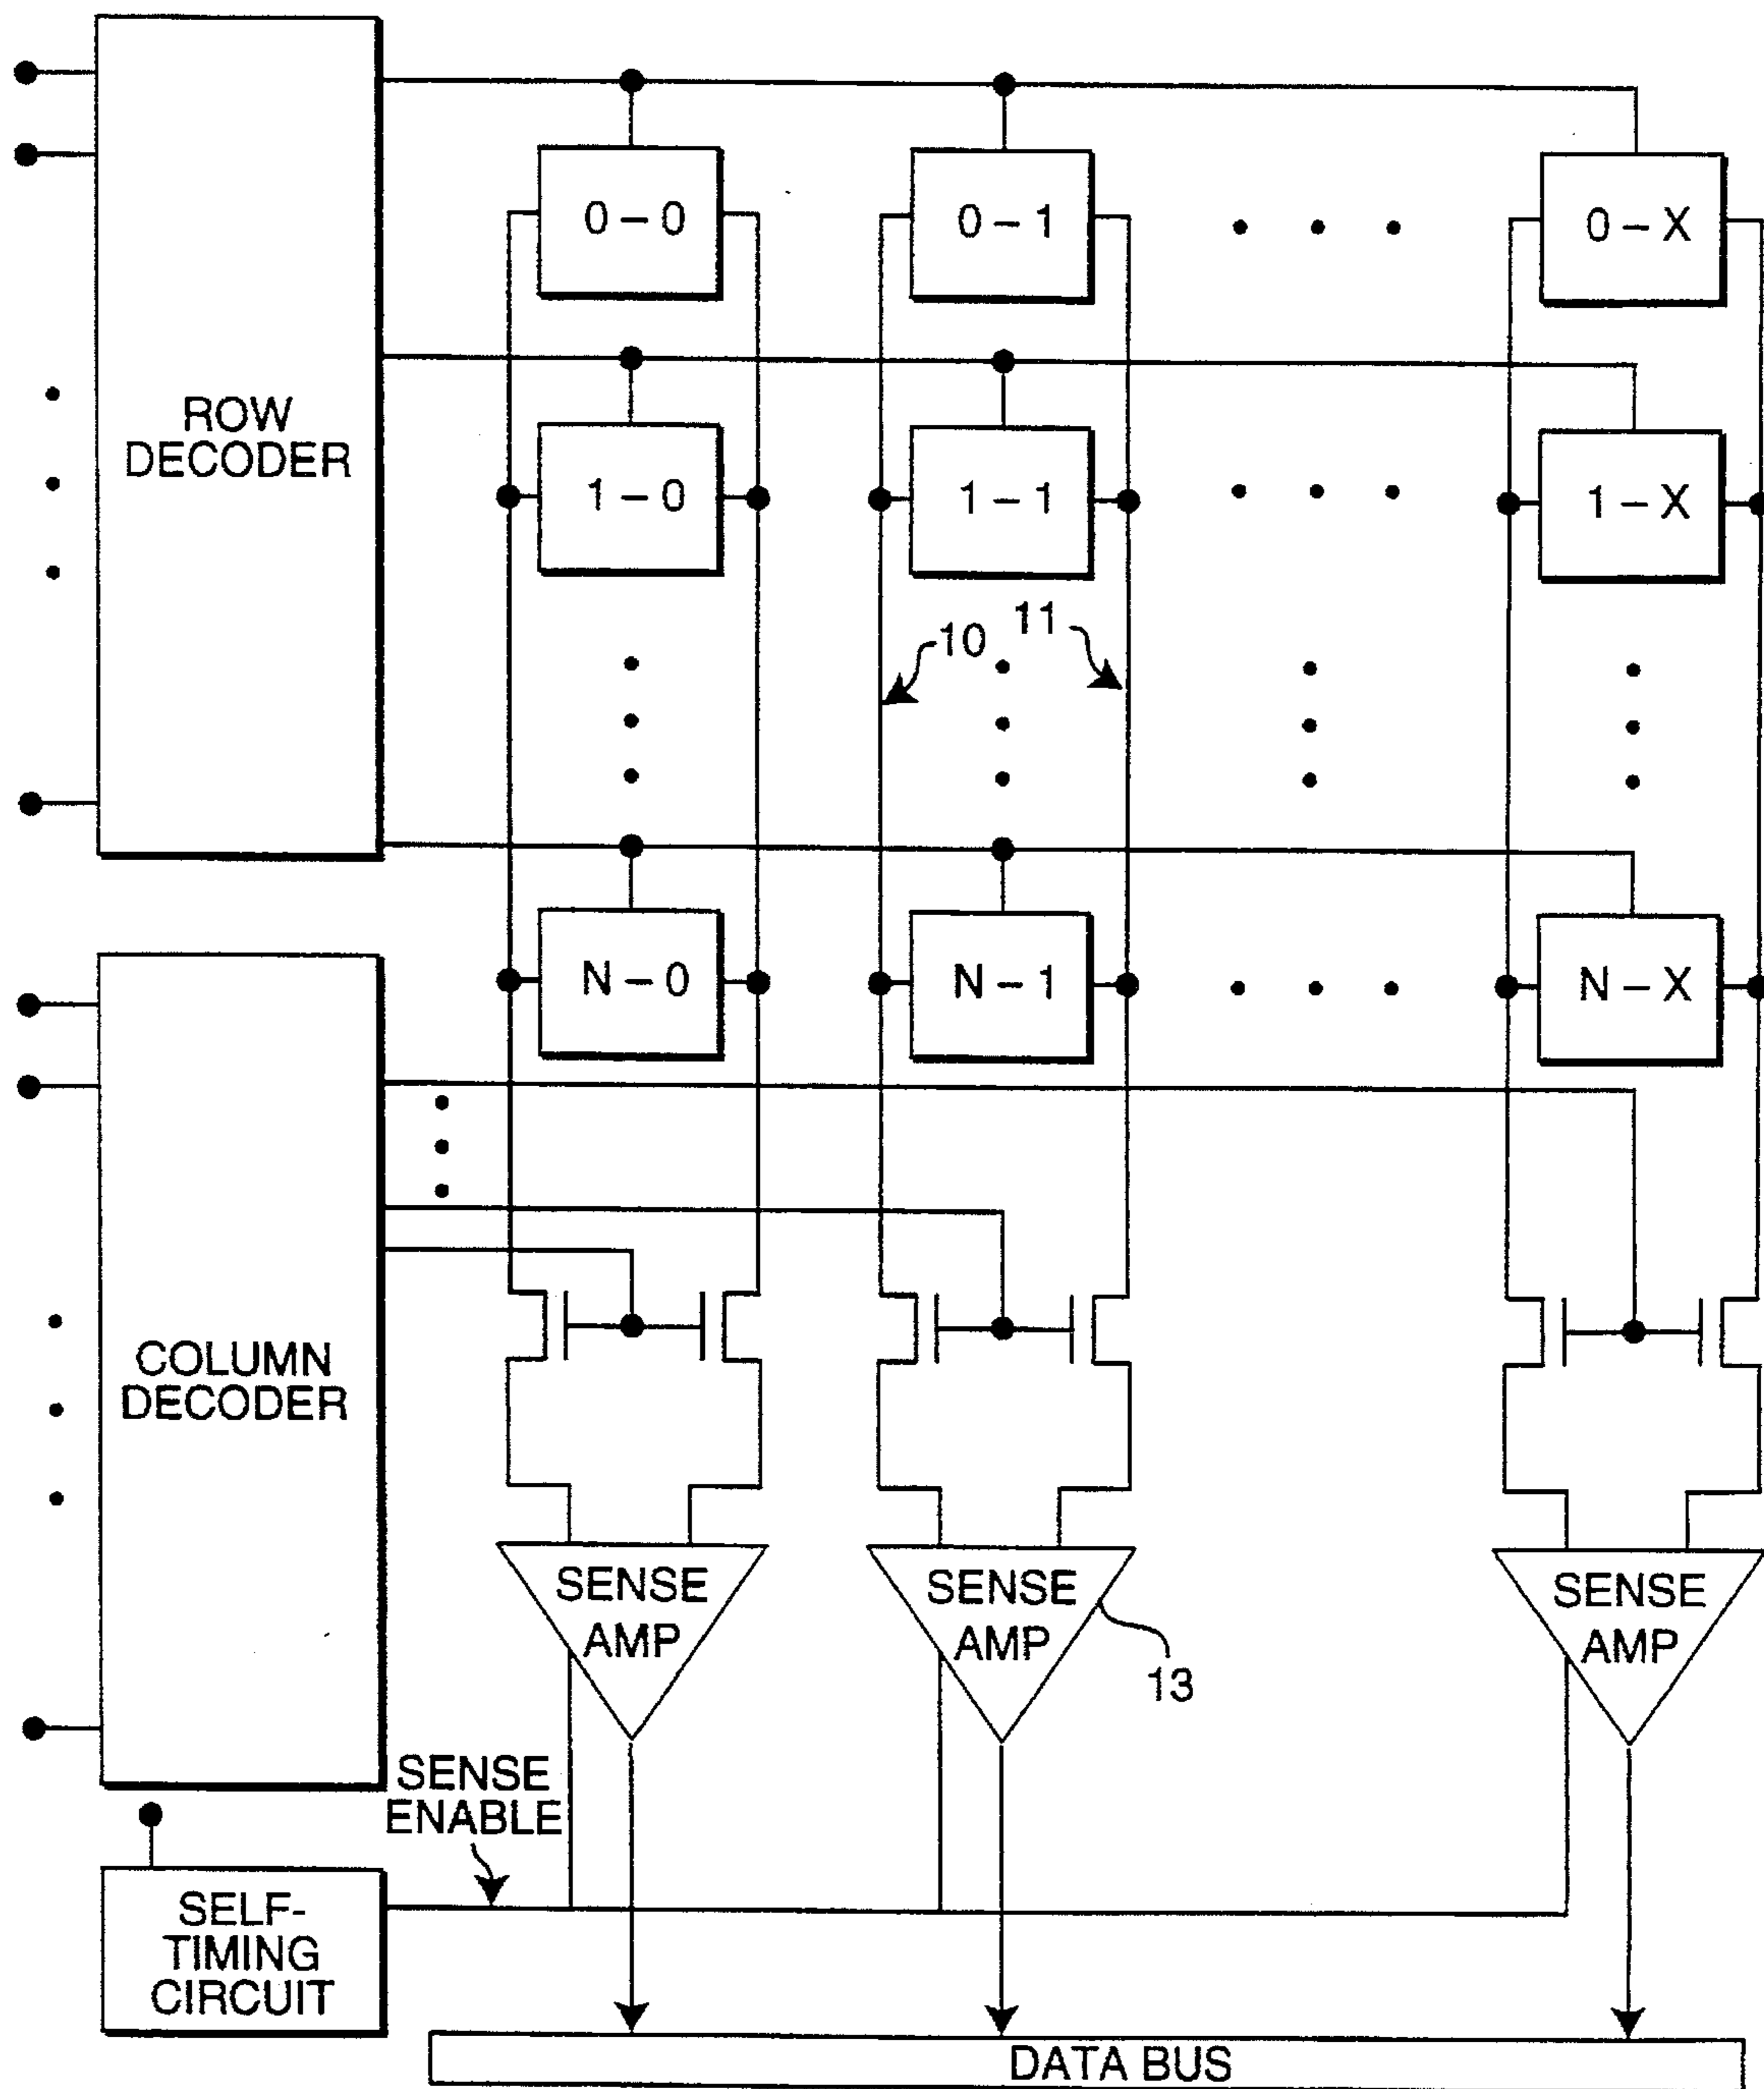 ROW
DECODER
0 – 0
0 – 1
0 – X
1 – 0
1 – 1
1 – X
10
11
N – 0
N – 1
N – X
COLUMN
DECODER
SENSE
AMP
SENSE
AMP
13
SENSE
AMP
SENSE
ENABLE
SELF-
TIMING
CIRCUIT
DATA BUS